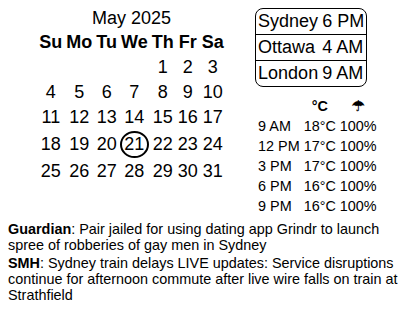 May 2025
Su Mo Tu We Th Fr Sa
1 2 3
4 5 6 7 8 9 10
11 12 13 14 15 16 17
18 19 20 21 22 23 24
25 26 27 28 29 30 31
Sydney 6 PM
Ottawa 4 AM
London 9 AM
°C ☂
9 AM 18°C 100%
12 PM 17°C 100%
3 PM 17°C 100%
6 PM 16°C 100%
9 PM 16°C 100%
Guardian: Pair jailed for using dating app Grindr to launch
spree of robberies of gay men in Sydney
SMH: Sydney train delays LIVE updates: Service disruptions
continue for afternoon commute after live wire falls on train at
Strathfield